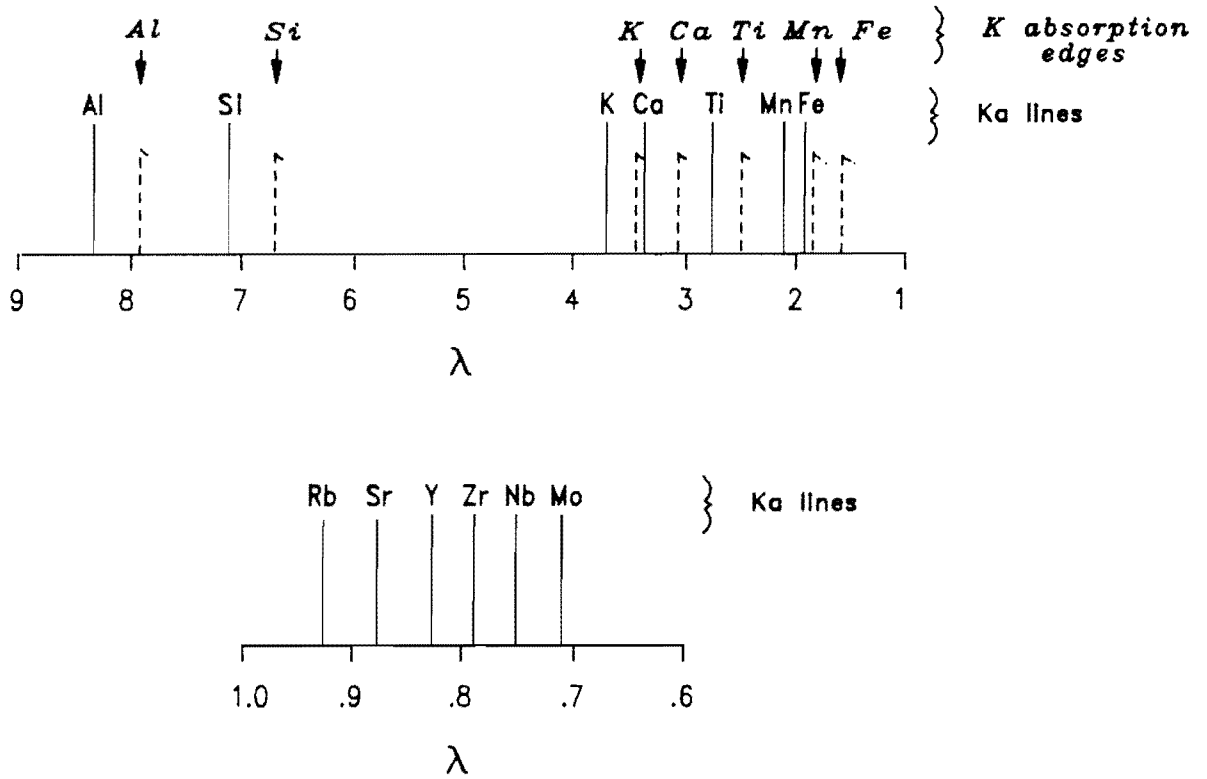 Al Si K Ca Ti Mn Fe } K absorption
edges
Al Si K Ca Ti Mn Fe } Ka lines
9 8 7 6 5 4 3 2 1
λ
Rb Sr Y Zr Nb Mo } Ka lines
1.0 .9 .8 .7 .6
λ